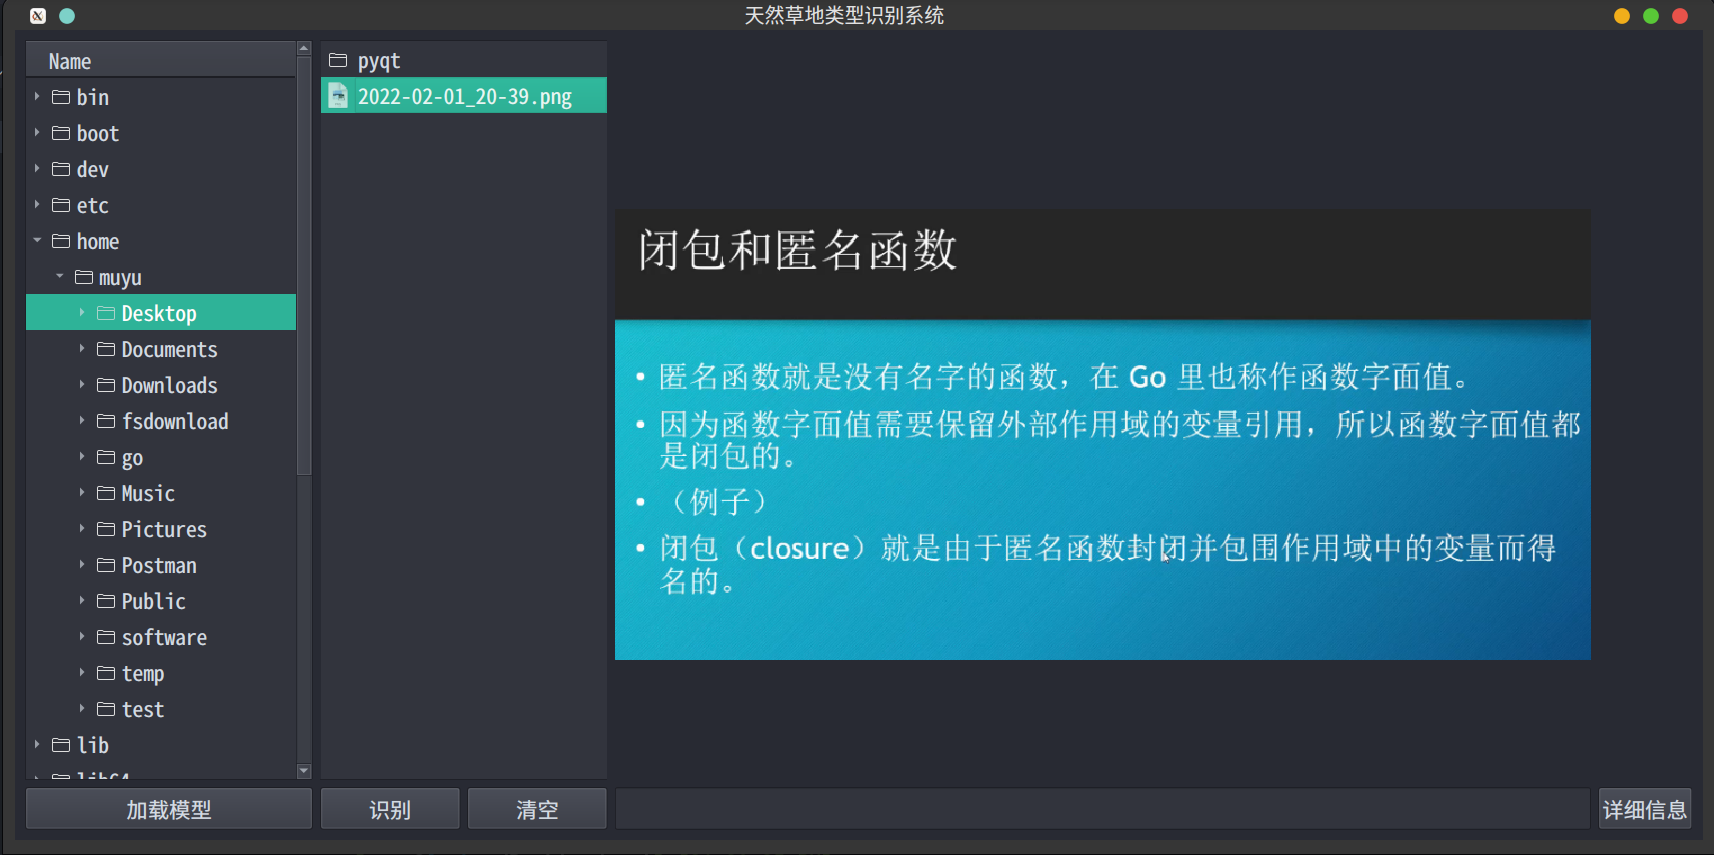 天然草地类型识别系统
Name
bin
boot
dev
etc
home
muyu
Desktop
Documents
Downloads
fsdownload
go
Music
Pictures
Postman
Public
software
temp
test
lib
lib64
pyqt
2022-02-01_20-39.png
闭包和匿名函数
• 匿名函数就是没有名字的函数，在 Go 里也称作函数字面值。
• 因为函数字面值需要保留外部作用域的变量引用，所以函数字面值都
是闭包的。
• （例子）
• 闭包（closure）就是由于匿名函数封闭并包围作用域中的变量而得
名的。
加载模型
识别
清空
详细信息